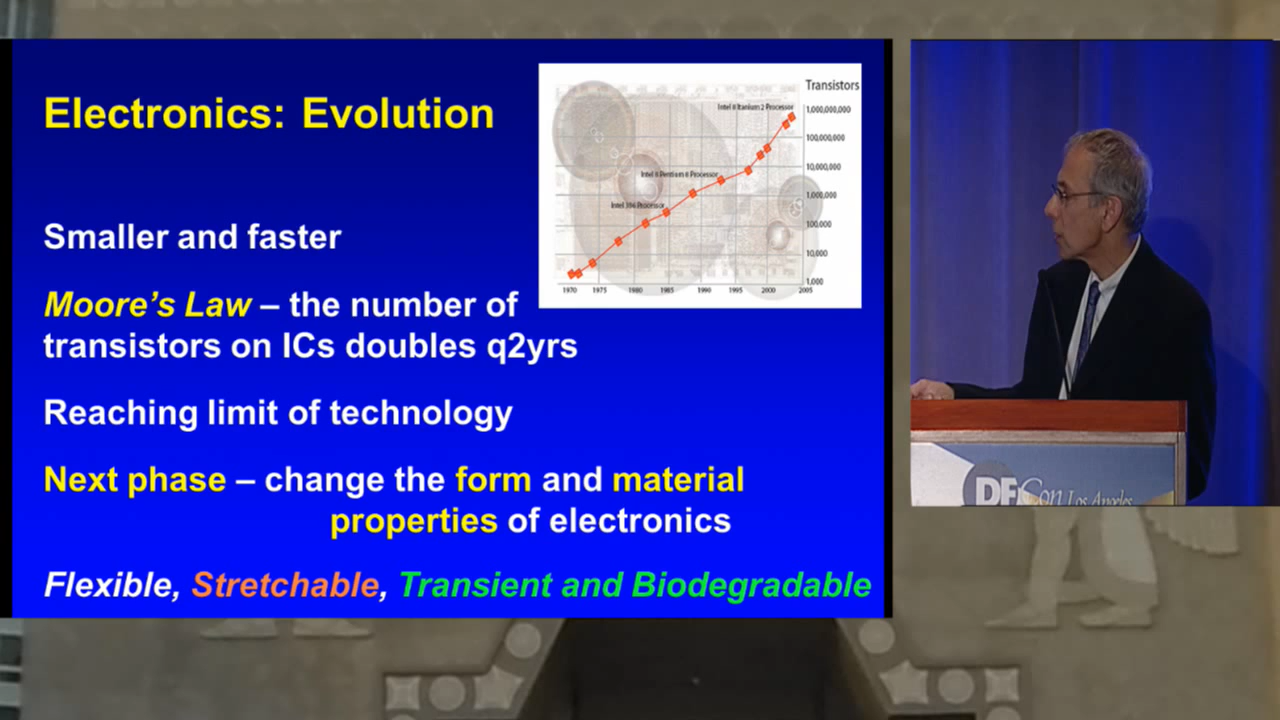 Electronics: Evolution
Smaller and faster
Moore's Law – the number of
transistors on ICs doubles q2yrs
Reaching limit of technology
Next phase – change the form and material
properties of electronics
Flexible, Stretchable, Transient and Biodegradable
Transistors
Intel® Itanium 2 Processor
1,000,000,000
100,000,000
10,000,000
Intel® Pentium® Processor
1,000,000
Intel 386 Processor
100,000
10,000
1,000
1970 1975 1980 1985 1990 1995 2000 2005
DFCon Los Angeles